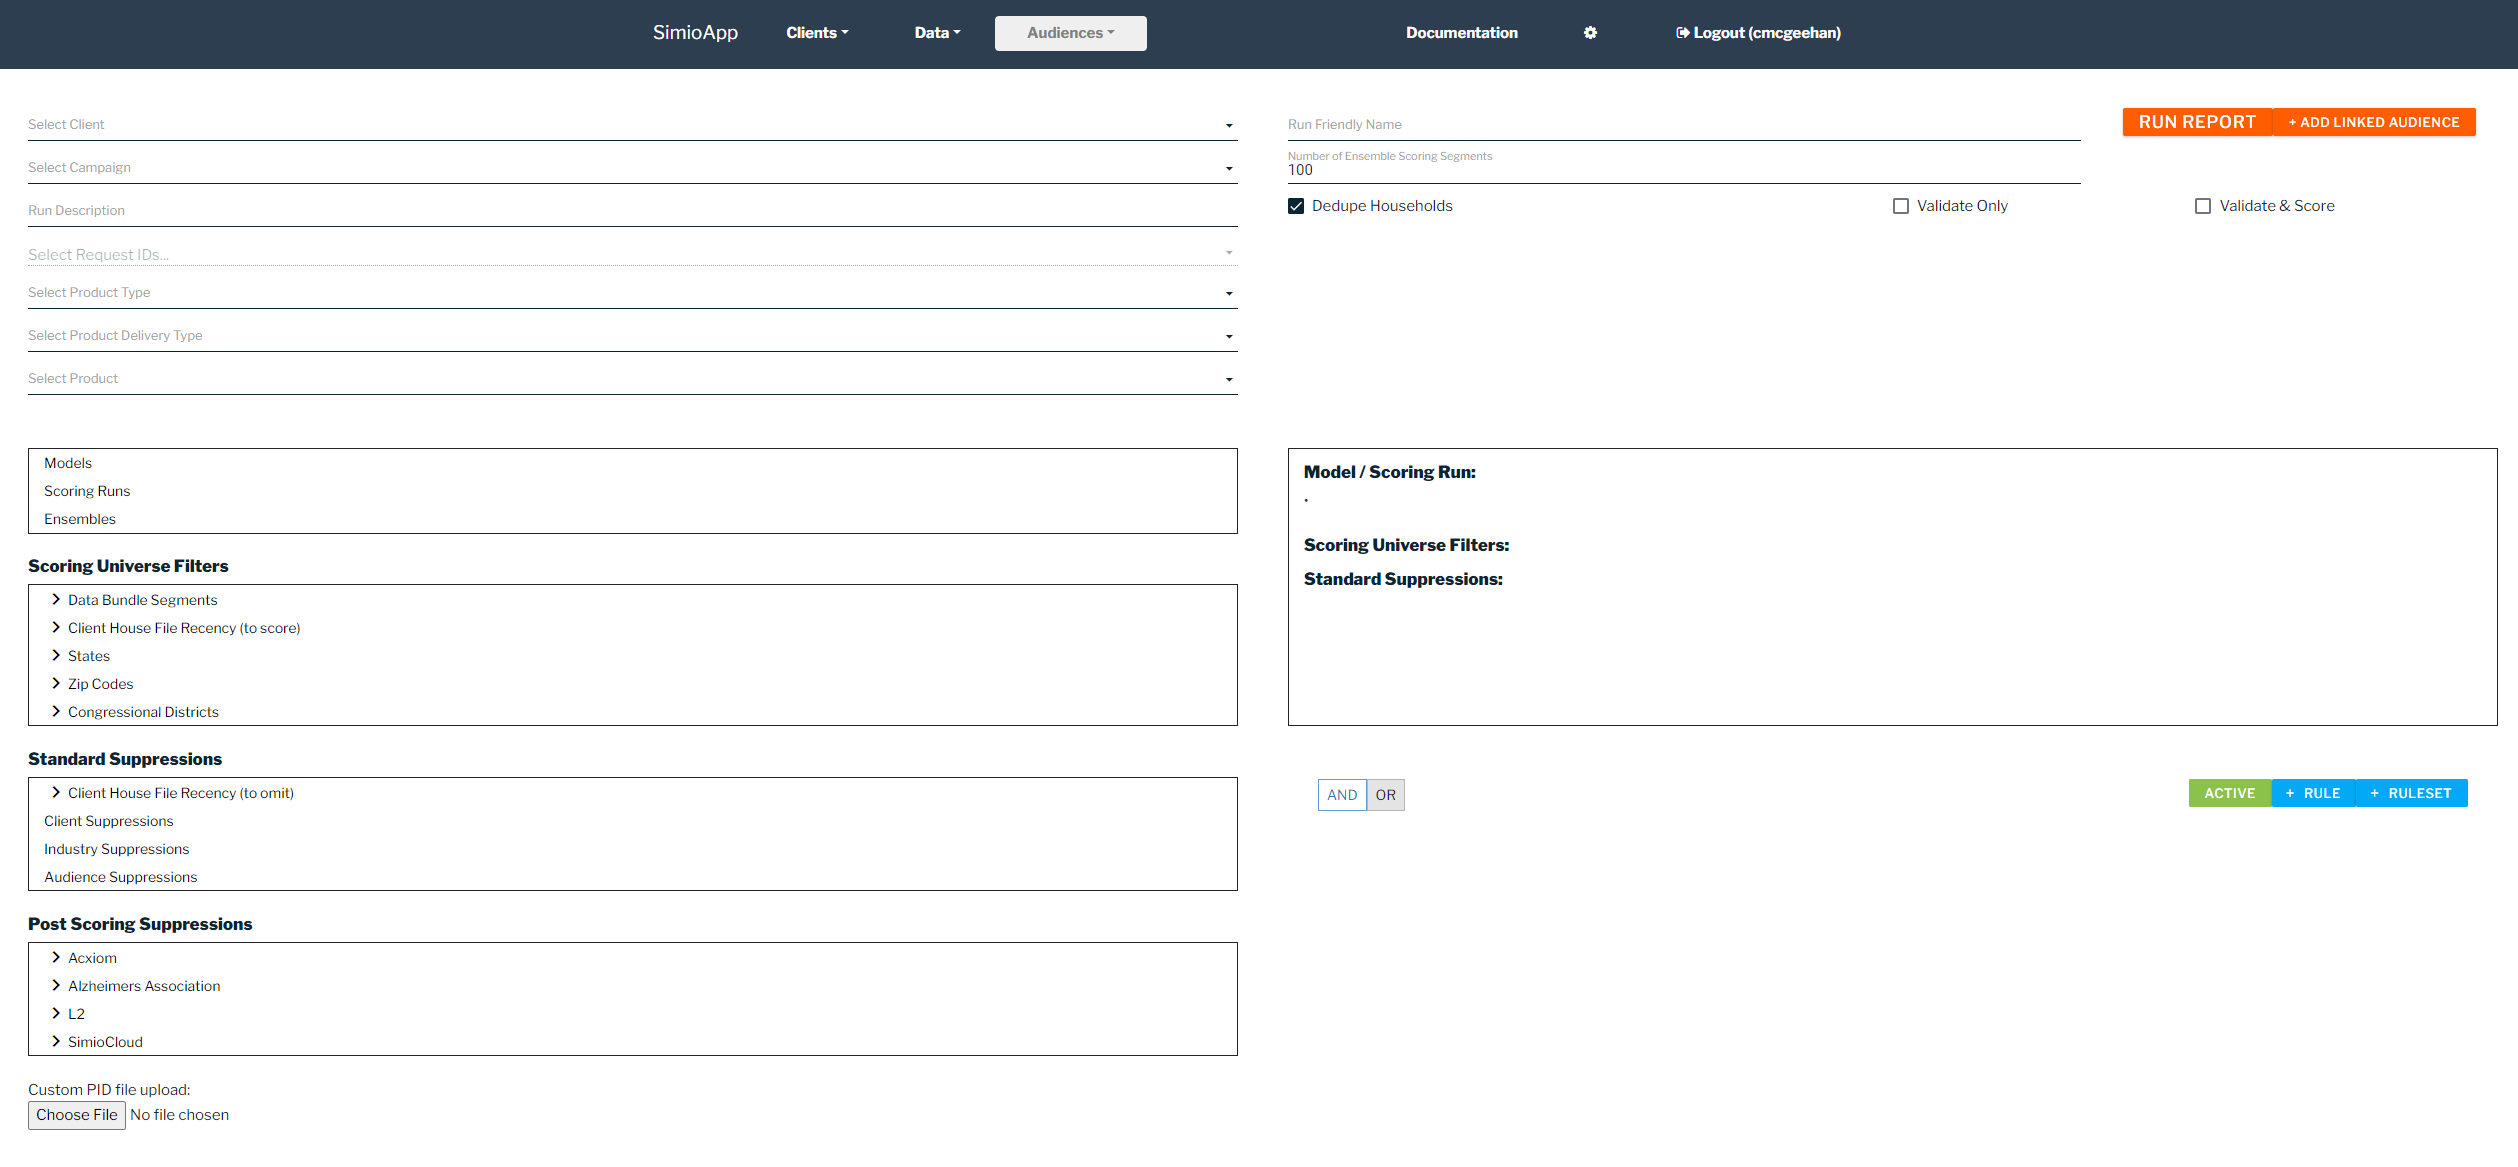 SimioApp Clients Data Audiences Documentation Logout (cmcgeehan)
Select Client
Select Campaign
Run Description
Select Request IDs...
Select Product Type
Select Product Delivery Type
Select Product
Run Friendly Name
Number of Ensemble Scoring Segments
100
Dedupe Households Validate Only Validate & Score
RUN REPORT + ADD LINKED AUDIENCE
Models
Scoring Runs
Ensembles
Scoring Universe Filters
Data Bundle Segments
Client House File Recency (to score)
States
Zip Codes
Congressional Districts
Model / Scoring Run:
.
Scoring Universe Filters:
Standard Suppressions:
Standard Suppressions
Client House File Recency (to omit)
Client Suppressions
Industry Suppressions
Audience Suppressions
AND OR ACTIVE + RULE + RULESET
Post Scoring Suppressions
Acxiom
Alzheimers Association
L2
SimioCloud
Custom PID file upload:
Choose File No file chosen